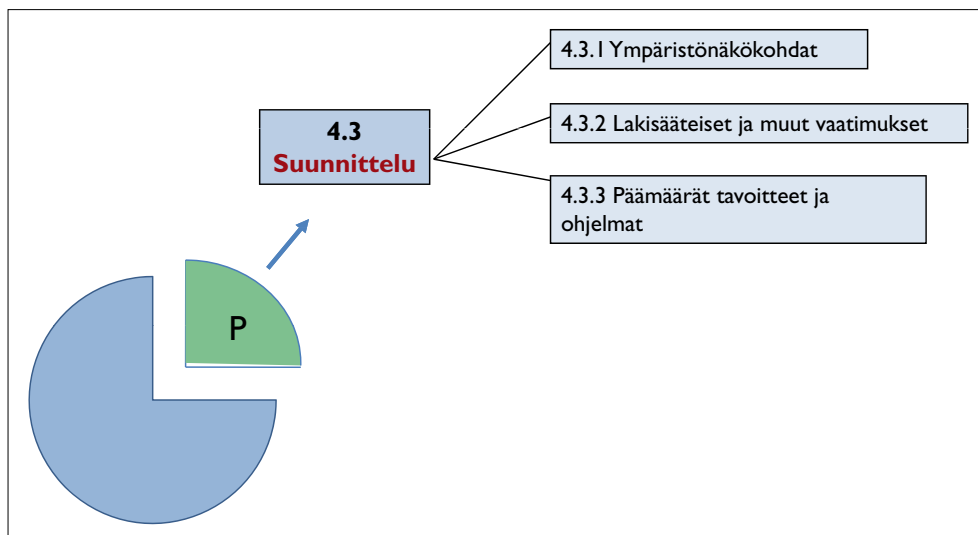 4.3.1 Ympäristönäkökohdat
4.3
Suunnittelu
4.3.2 Lakisääteiset ja muut vaatimukset
4.3.3 Päämäärät tavoitteet ja
ohjelmat
P